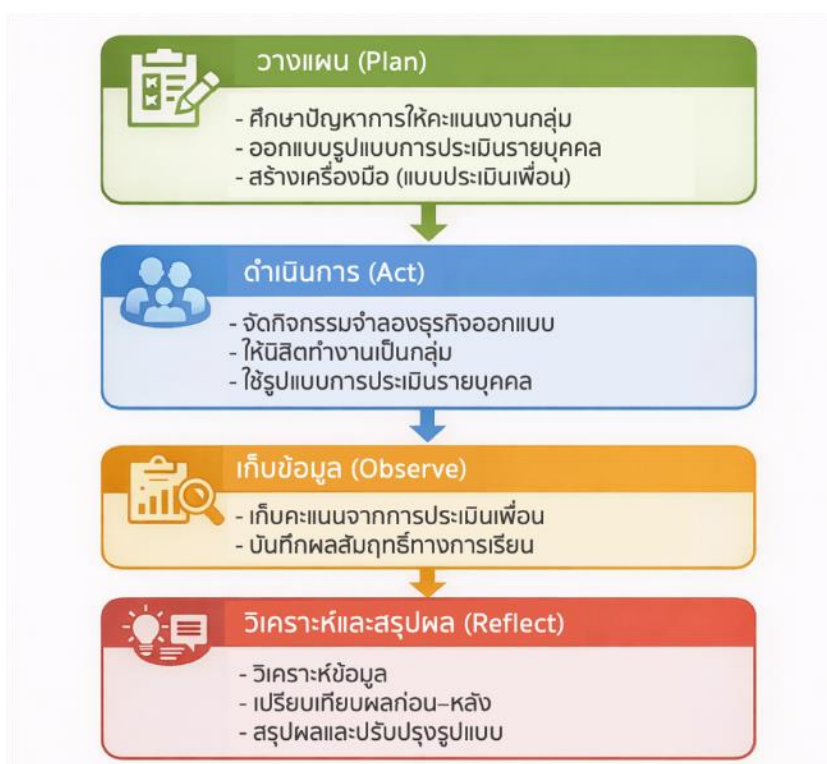 วางแผน (Plan)
- ศึกษาปัญหาการให้คะแนนงานกลุ่ม
- ออกแบบรูปแบบการประเมินรายบุคคล
- สร้างเครื่องมือ (แบบประเมินเพื่อน)
ดำเนินการ (Act)
- จัดกิจกรรมจำลองธุรกิจออกแบบ
- ให้นิสิตทำงานเป็นกลุ่ม
- ใช้รูปแบบการประเมินรายบุคคล
เก็บข้อมูล (Observe)
- เก็บคะแนนจากการประเมินเพื่อน
- บันทึกผลสัมฤทธิ์ทางการเรียน
วิเคราะห์และสรุปผล (Reflect)
- วิเคราะห์ข้อมูล
- เปรียบเทียบผลก่อน–หลัง
- สรุปผลและปรับปรุงรูปแบบ